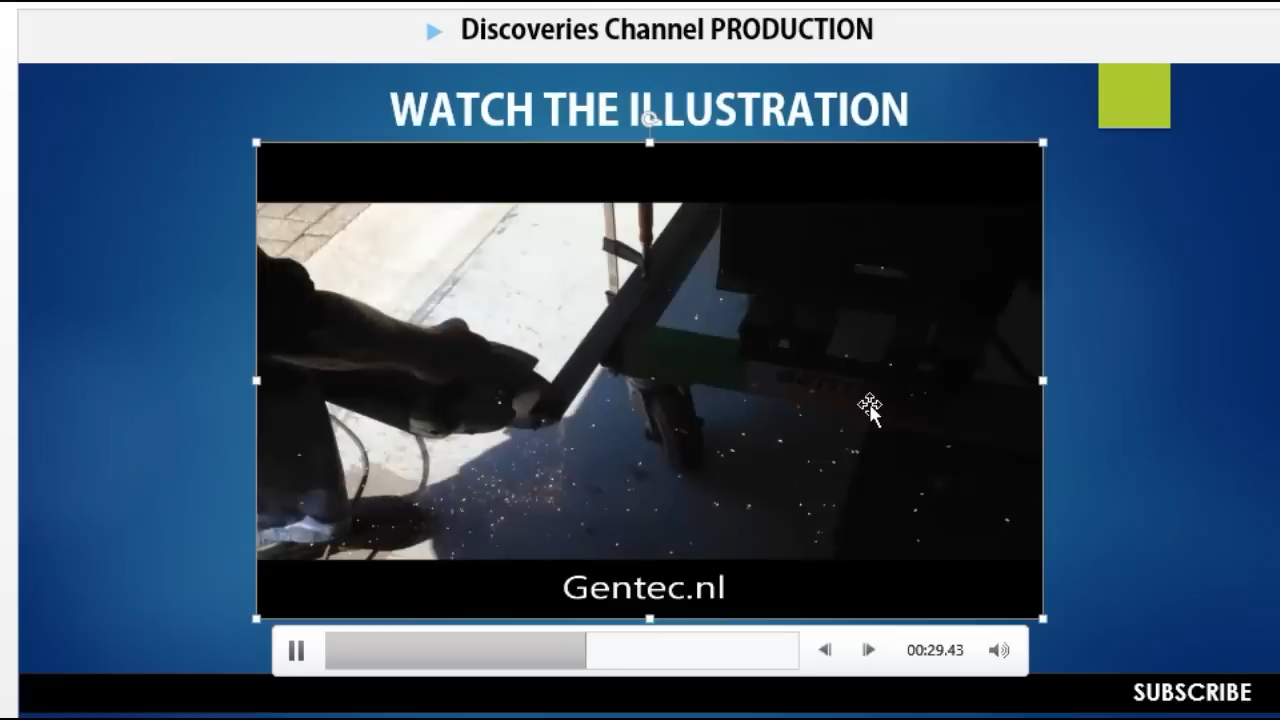 Discoveries Channel PRODUCTION
WATCH THE ILLUSTRATION
Gentec.nl
00:29.43
SUBSCRIBE